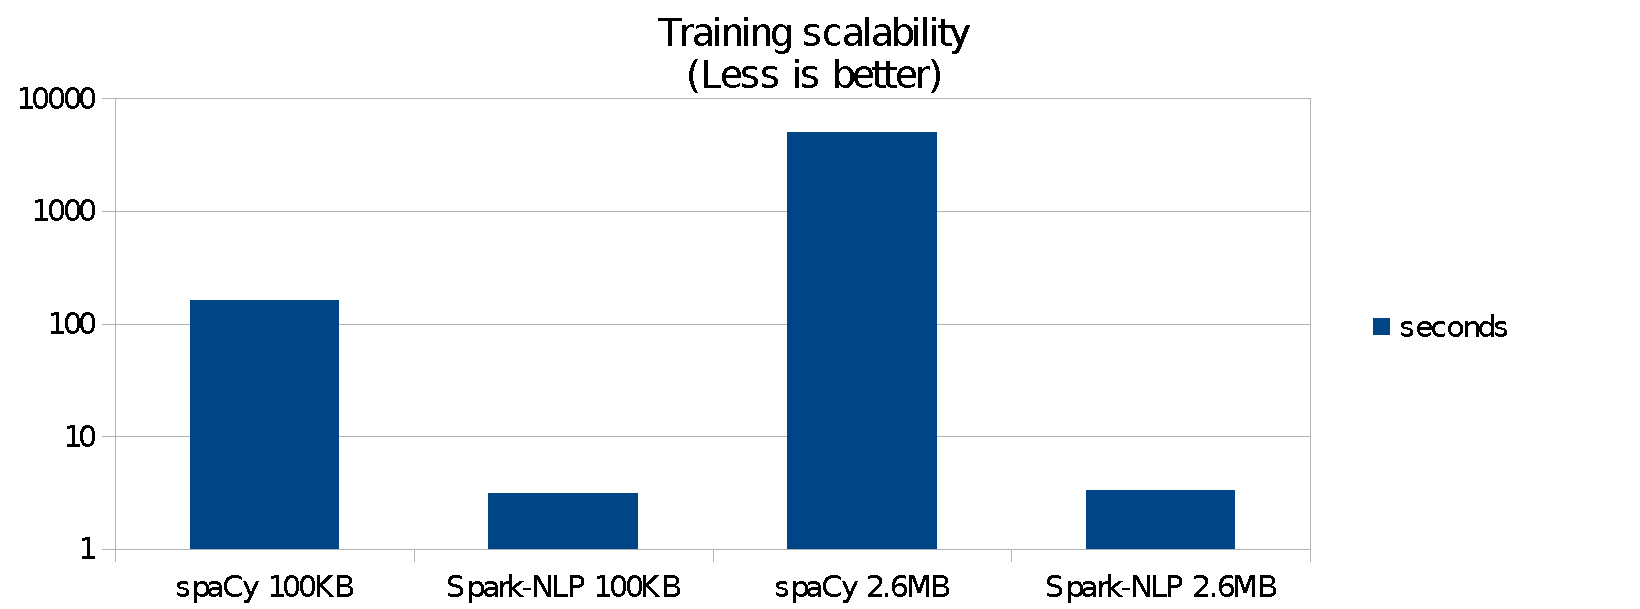 Training scalability
(Less is better)
10000
1000
100
10
1
spaCy 100KB
Spark-NLP 100KB
spaCy 2.6MB
Spark-NLP 2.6MB
seconds